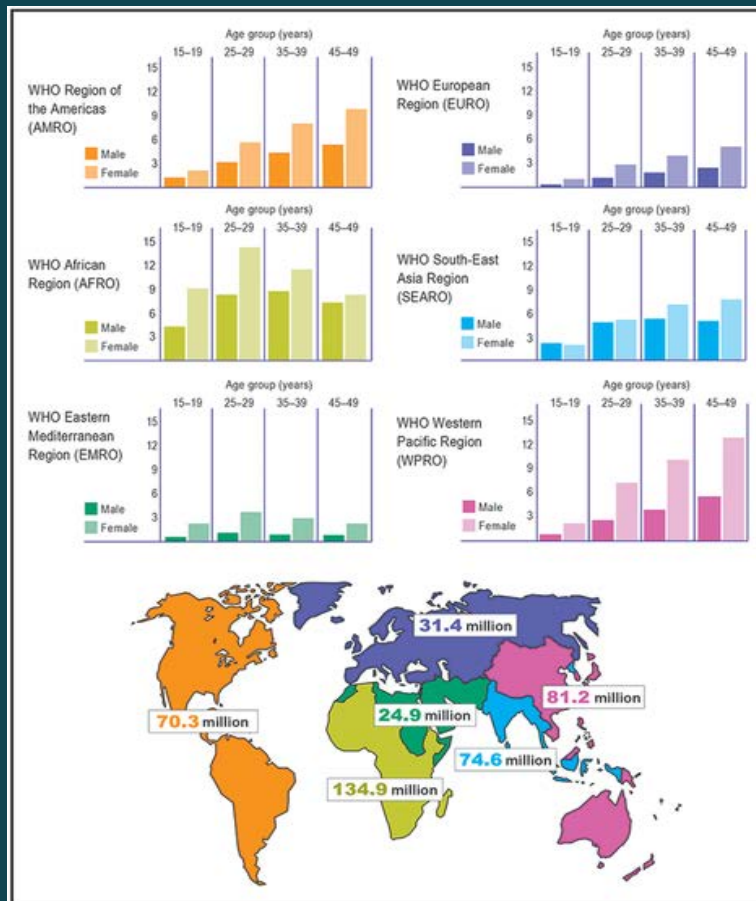 Age group (years)
15–19 25–29 35–39 45–49
15
12
9
6
3
WHO Region of
the Americas
(AMRO)
Male
Female
Age group (years)
15–19 25–29 35–39 45–49
15
12
9
6
3
WHO European
Region (EURO)
Male
Female
Age group (years)
15–19 25–29 35–39 45–49
15
12
9
6
3
WHO African
Region (AFRO)
Male
Female
Age group (years)
15–19 25–29 35–39 45–49
15
12
9
6
3
WHO South-East
Asia Region
(SEARO)
Male
Female
Age group (years)
15–19 25–29 35–39 45–49
15
12
9
6
3
WHO Eastern
Mediterranean
Region (EMRO)
Male
Female
Age group (years)
15–19 25–29 35–39 45–49
15
12
9
6
3
WHO Western
Pacific Region
(WPRO)
Male
Female
31.4 million
81.2 million
70.3 million
24.9 million
74.6 million
134.9 million